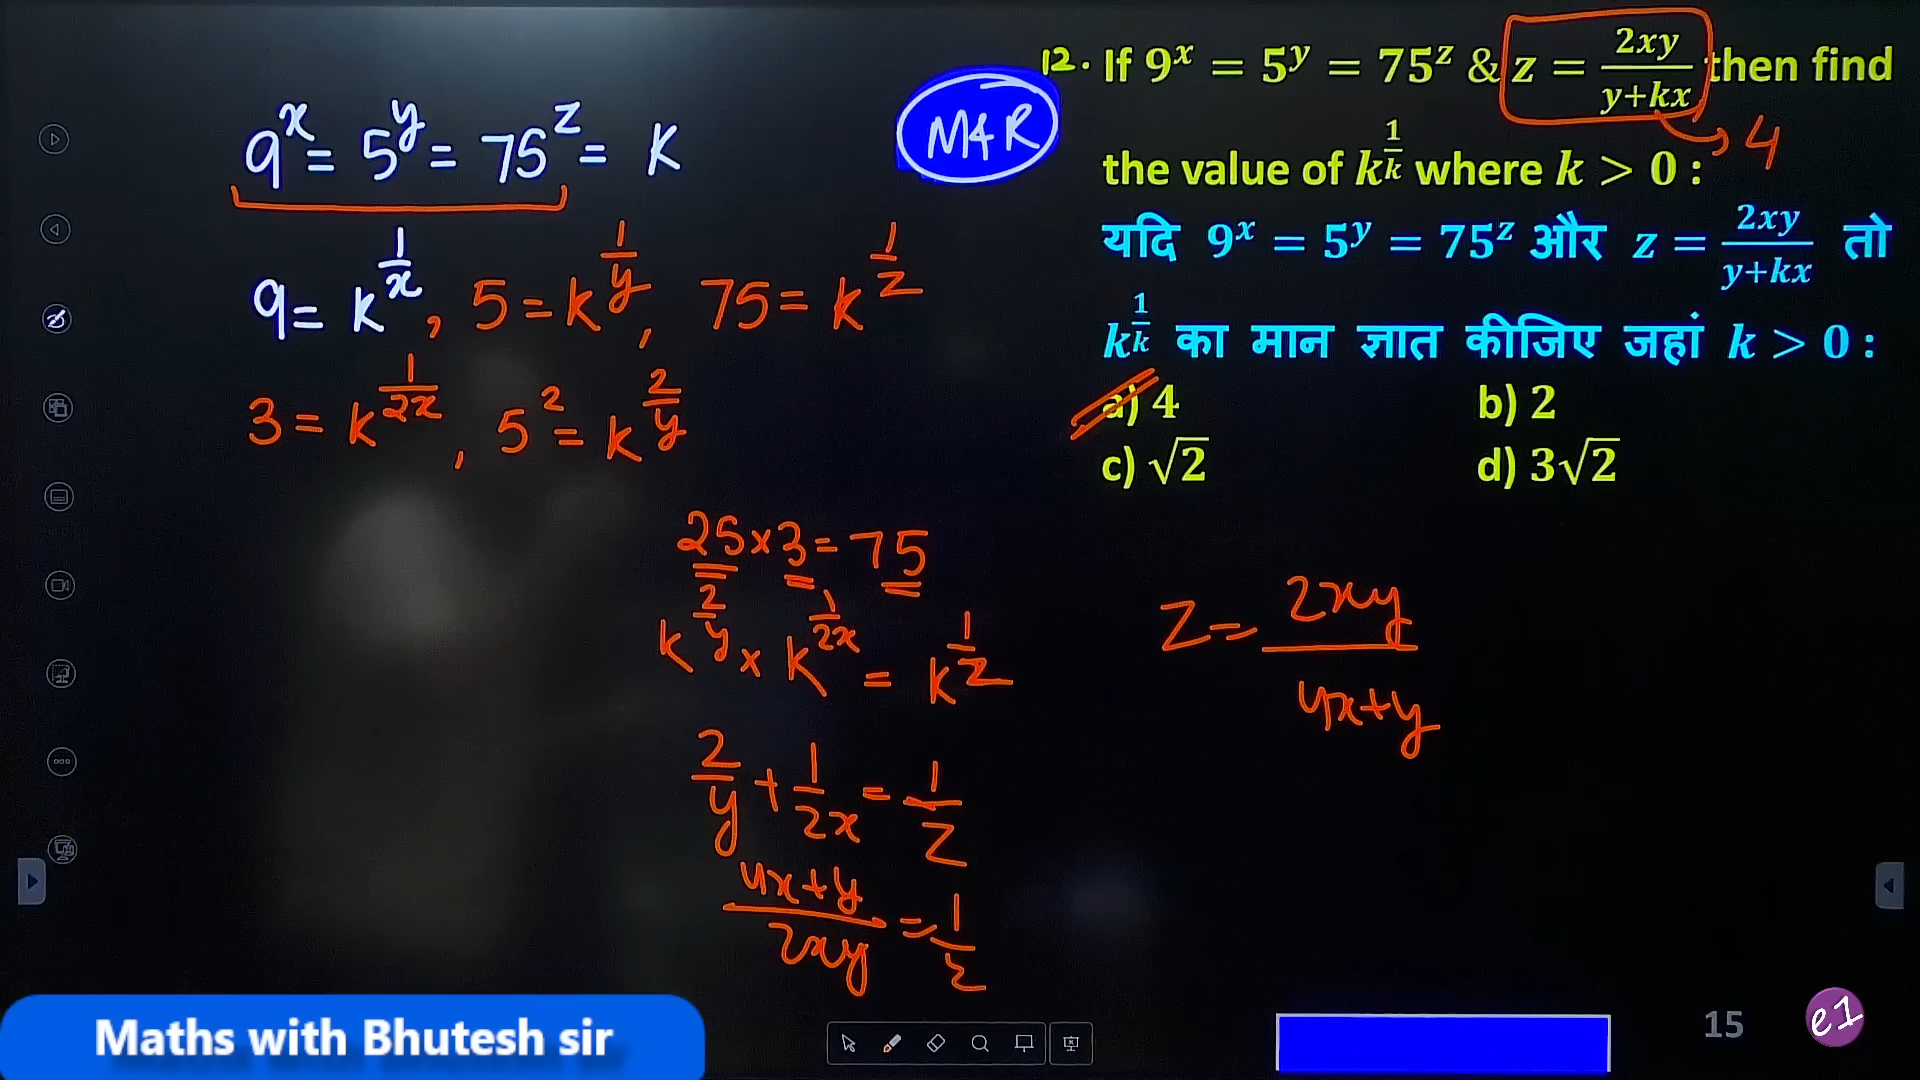 9^x = 5^y = 75^z = K
9 = K^(1/x), 5 = K^(1/y), 75 = K^(1/z)
3 = K^(1/2x), 5^2 = K^(2/y)
25 × 3 = 75
K^(2/y) × K^(1/2x) = K^(1/z)
2/y + 1/2x = 1/z
4x+y/2xy = 1/z
M4R
12. If 9^x = 5^y = 75^z & z = 2xy/y+kx then find
4
the value of k^(1/k) where k > 0 :
यदि 9^x = 5^y = 75^z और z = 2xy/y+kx तो
k^(1/k) का मान ज्ञात कीजिए जहां k > 0 :
a) 4 b) 2
c) √2 d) 3√2
z = 2xy/4x+y
Maths with Bhutesh sir
15
e1